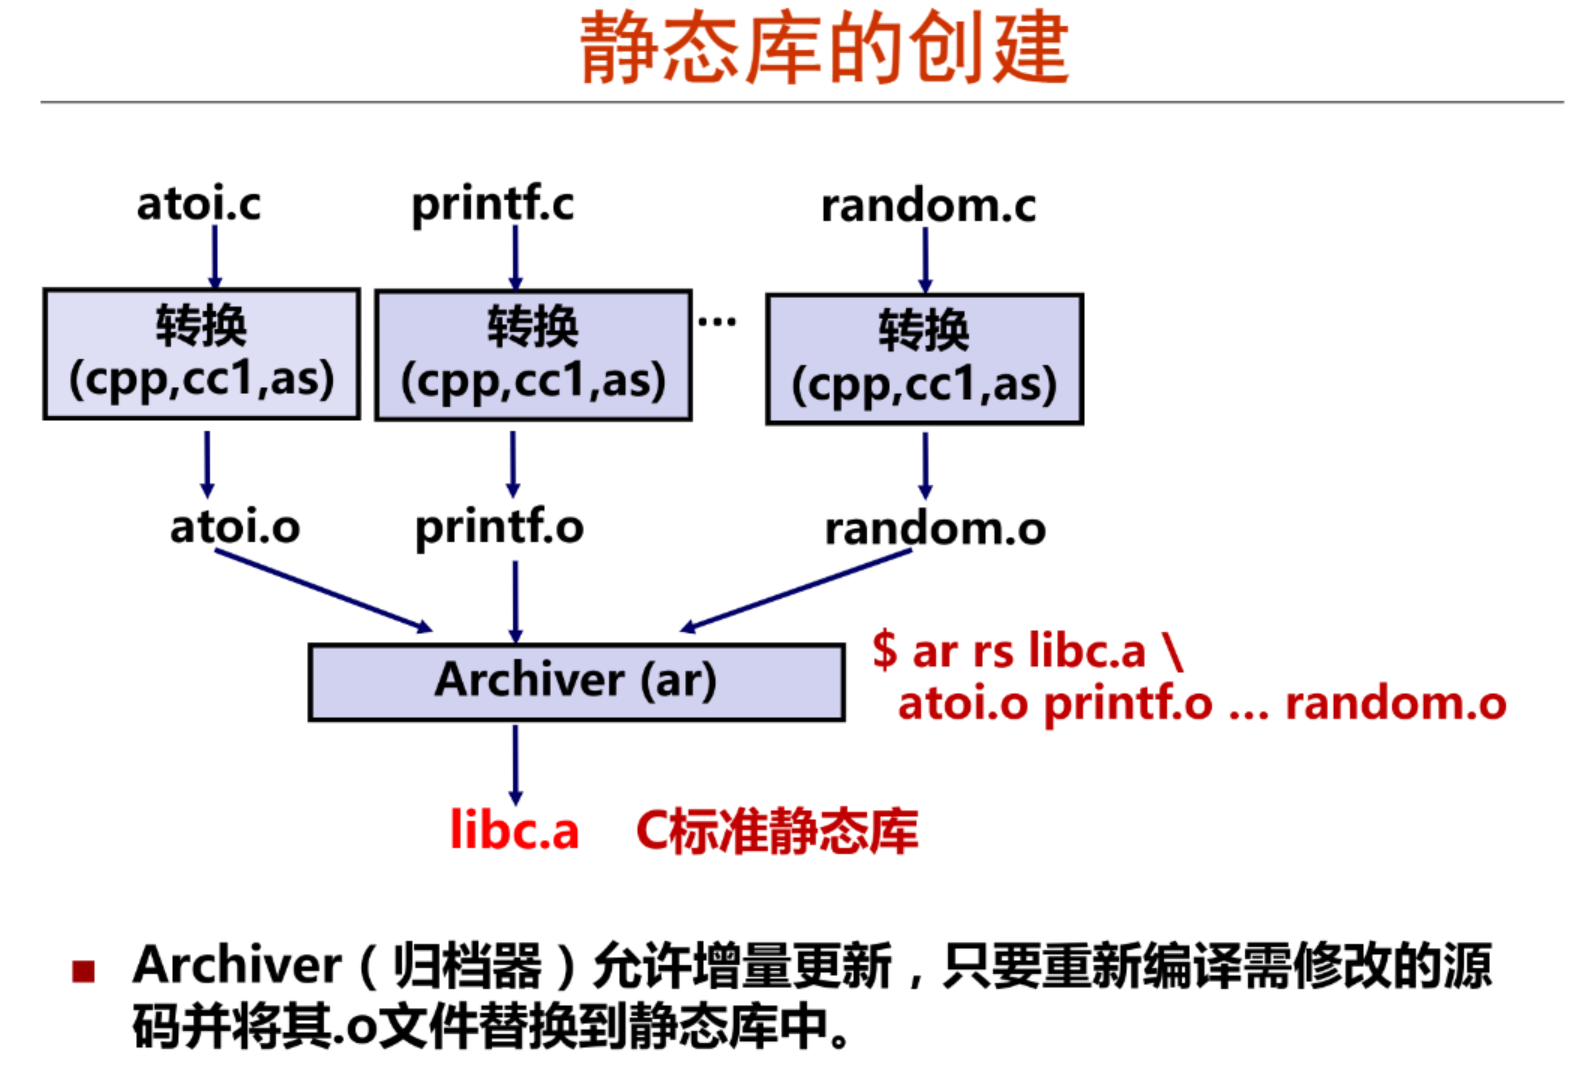 静态库的创建
atoi.c printf.c random.c
转换 转换 ... 转换
(cpp,cc1,as) (cpp,cc1,as) (cpp,cc1,as)
atoi.o printf.o random.o
Archiver (ar)
$ ar rs libc.a \
atoi.o printf.o ... random.o
libc.a C标准静态库
Archiver（归档器）允许增量更新，只要重新编译需修改的源
码并将其.o文件替换到静态库中。